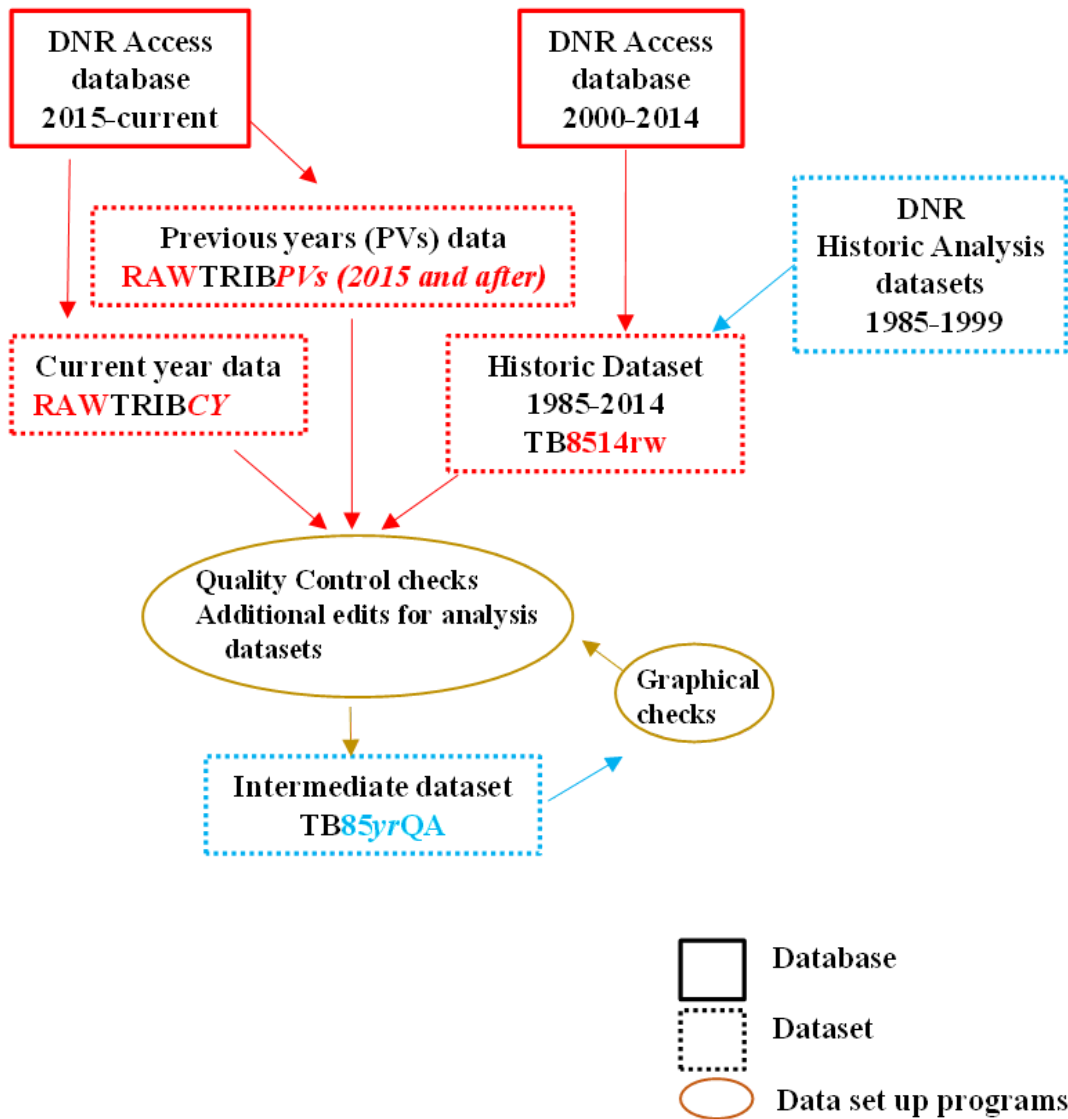 DNR Access
database
2015-current
DNR Access
database
2000-2014
DNR
Historic Analysis
datasets
1985-1999
Previous years (PVs) data
RAWTRIBPVs (2015 and after)
Current year data
RAWTRIBCY
Historic Dataset
1985-2014
TB8514rw
Quality Control checks
Additional edits for analysis
datasets
Graphical
checks
Intermediate dataset
TB85yrQA
Database
Dataset
Data set up programs